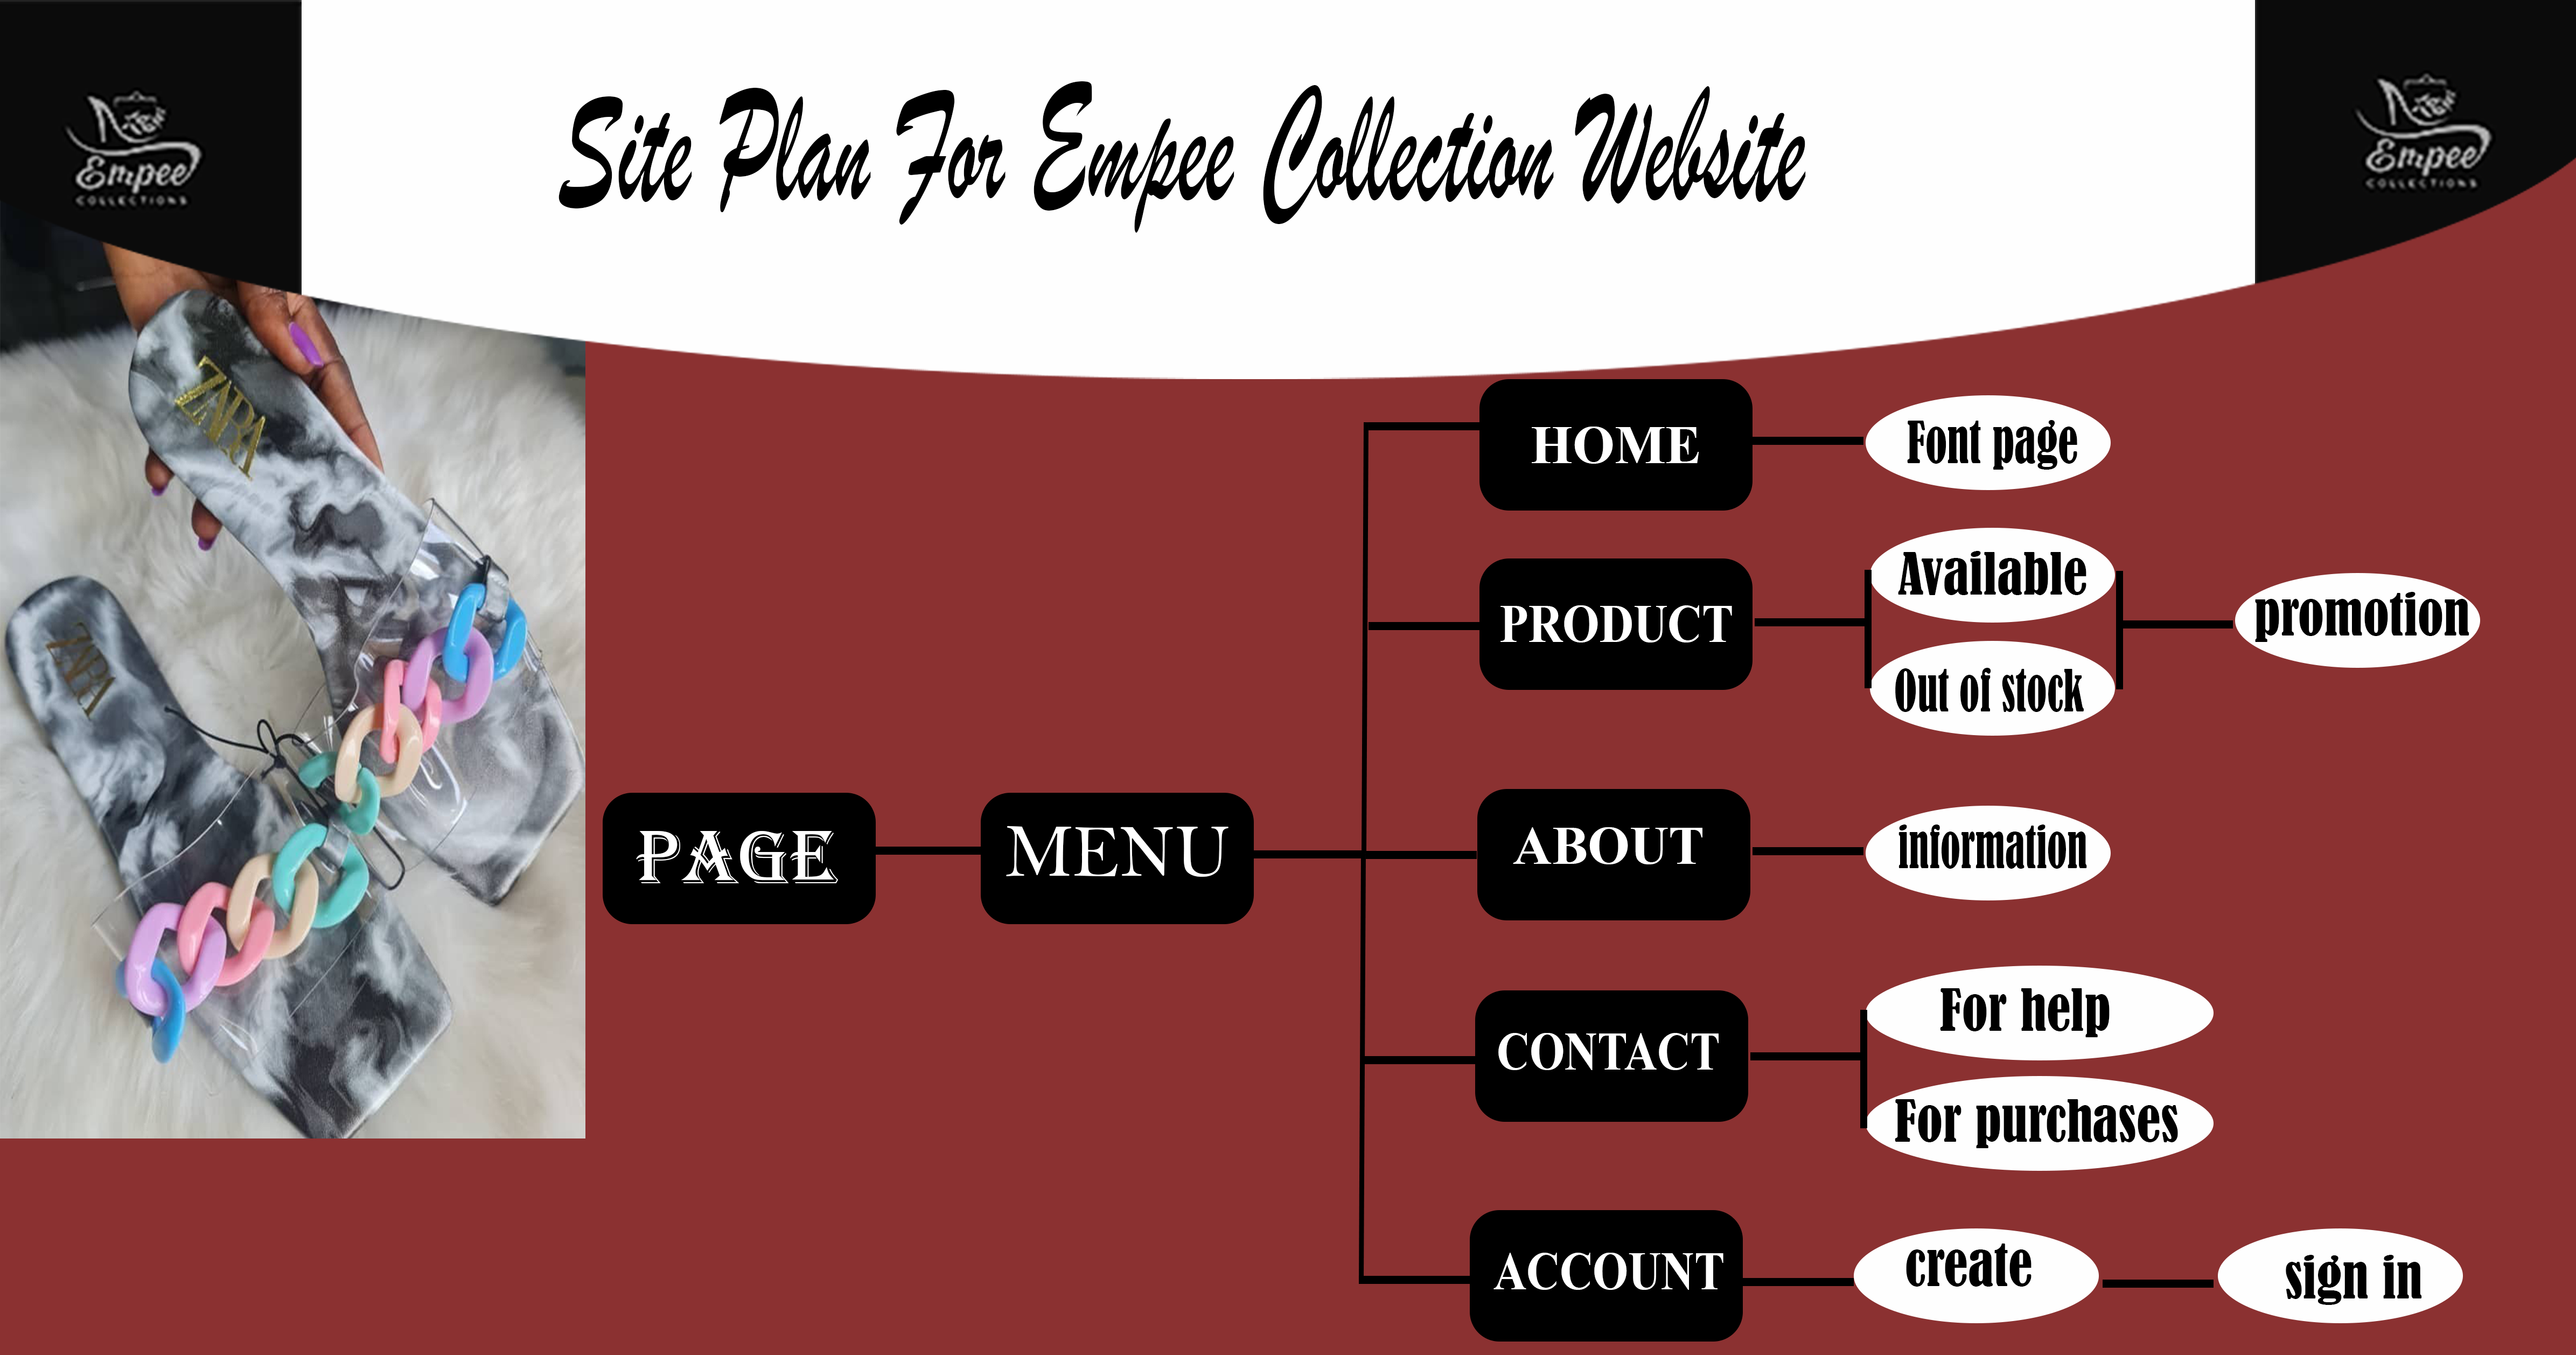 Empee
COLLECTIONS
Site Plan For Empee Collection Website
Empee
COLLECTIONS
ZARA
ZARA
PAGE
MENU
HOME
Font page
PRODUCT
Available
Out of stock
promotion
ABOUT
information
CONTACT
For help
For purchases
ACCOUNT
create
sign in